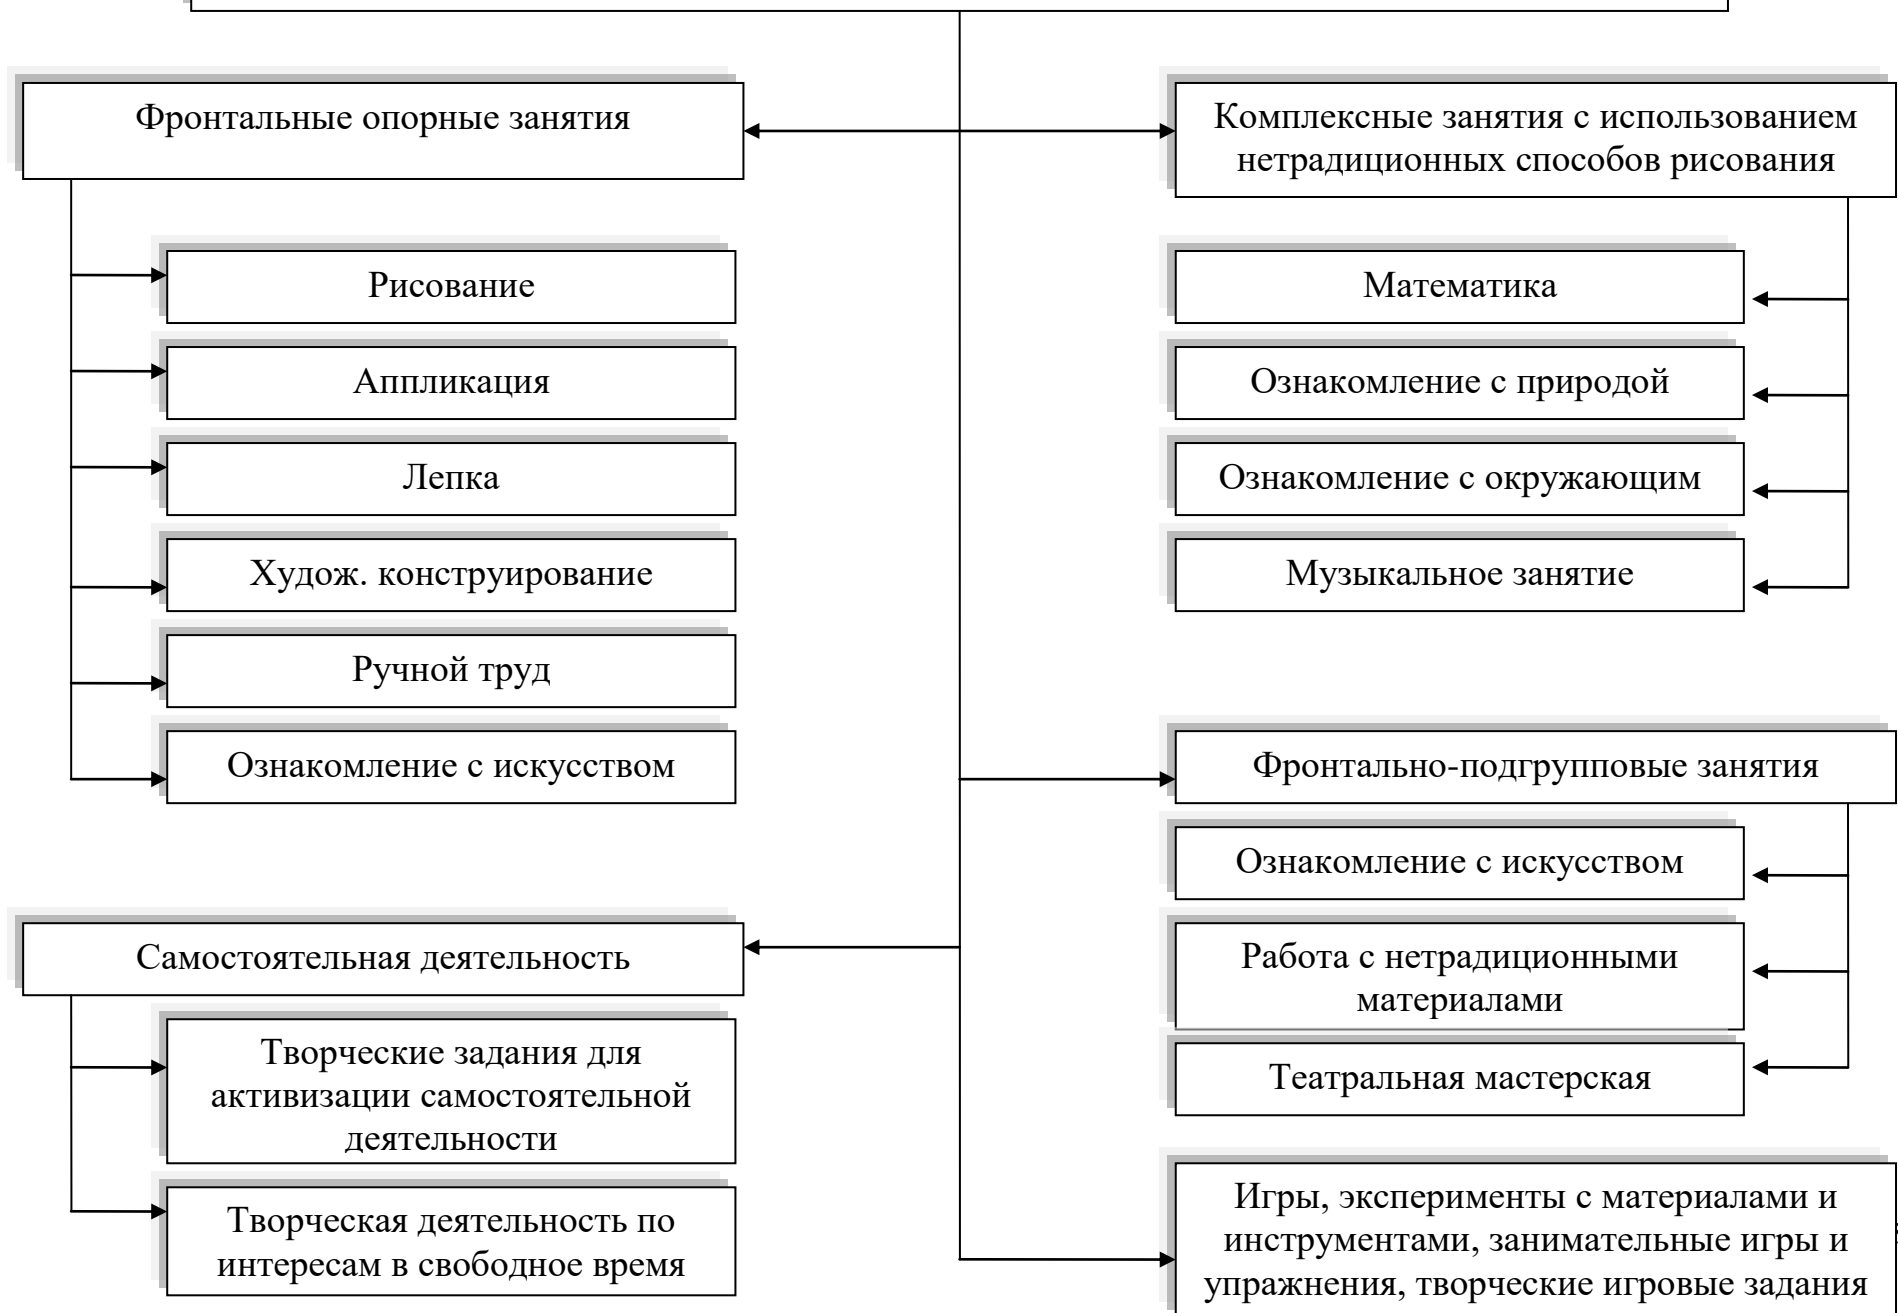 Фронтальные опорные занятия
Комплексные занятия с использованием
нетрадиционных способов рисования
Рисование
Аппликация
Лепка
Худож. конструирование
Ручной труд
Ознакомление с искусством
Математика
Ознакомление с природой
Ознакомление с окружающим
Музыкальное занятие
Фронтально-подгрупповые занятия
Ознакомление с искусством
Работа с нетрадиционными
материалами
Театральная мастерская
Самостоятельная деятельность
Творческие задания для
активизации самостоятельной
деятельности
Творческая деятельность по
интересам в свободное время
Игры, эксперименты с материалами и
инструментами, занимательные игры и
упражнения, творческие игровые задания